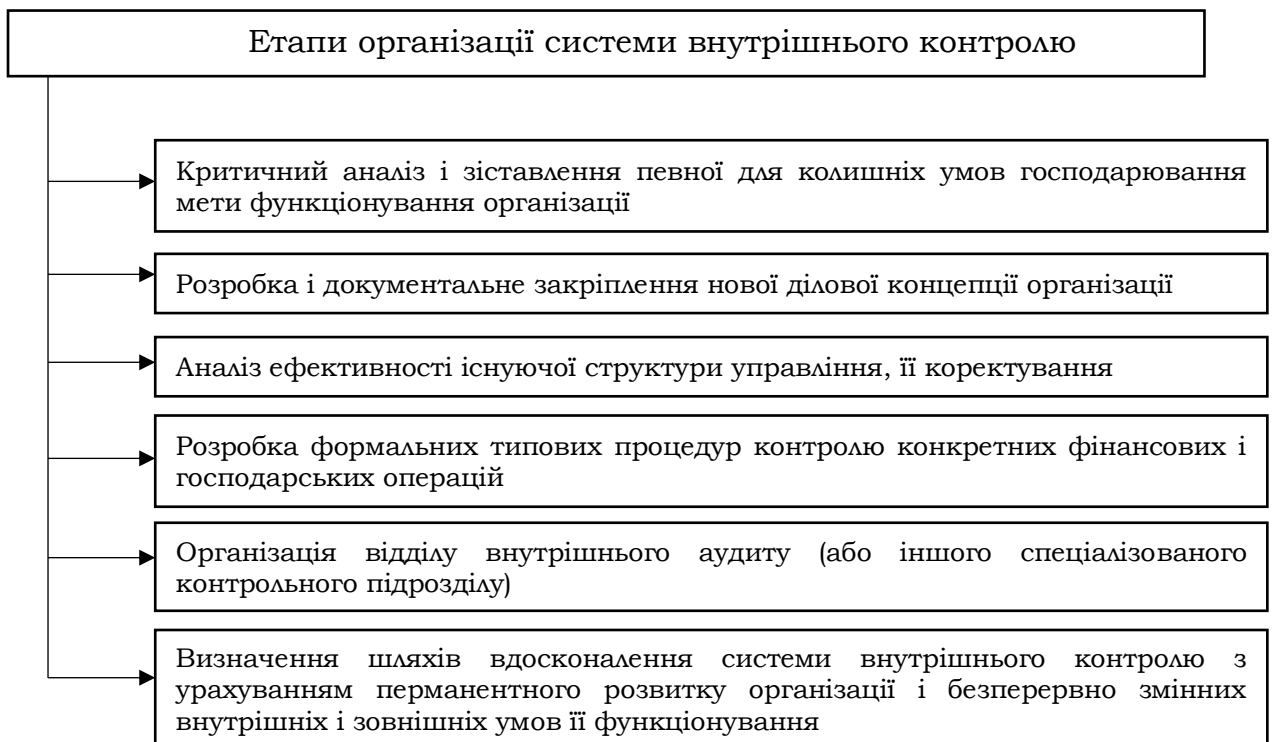 Етапи організації системи внутрішнього контролю
Критичний аналіз і зіставлення певної для колишніх умов господарювання
мети функціонування організації
Розробка і документальне закріплення нової ділової концепції організації
Аналіз ефективності існуючої структури управління, її коректування
Розробка формальних типових процедур контролю конкретних фінансових і
господарських операцій
Організація відділу внутрішнього аудиту (або іншого спеціалізованого
контрольного підрозділу)
Визначення шляхів вдосконалення системи внутрішнього контролю з
урахуванням перманентного розвитку організації і безперервно змінних
внутрішніх і зовнішніх умов її функціонування